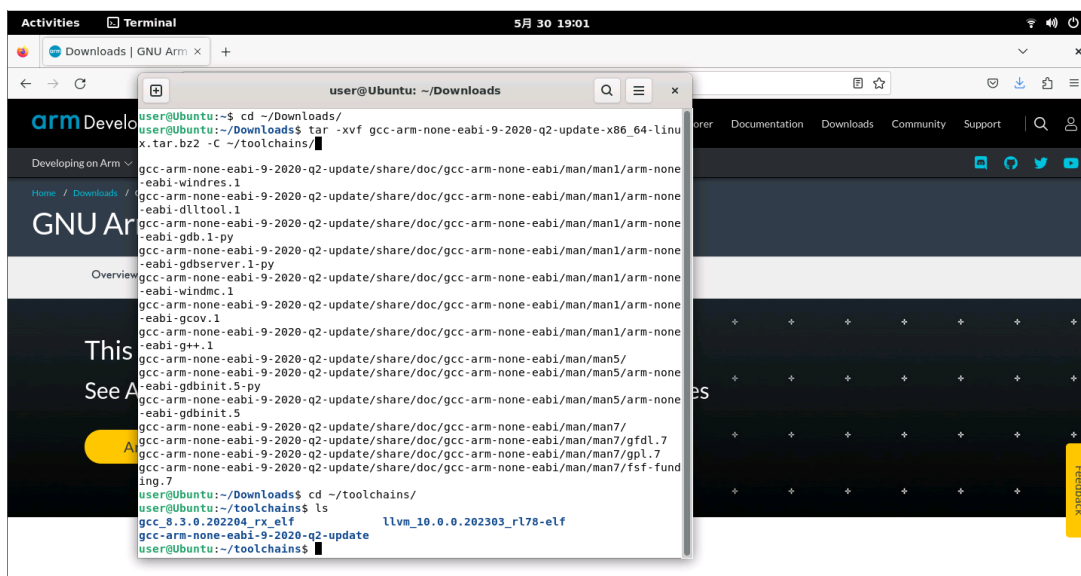 Activities Terminal 5月 30 19:01
arm Downloads | GNU Arm × +
user@Ubuntu: ~/Downloads
arm Develo
orer Documentation Downloads Community Support
Developing on Arm
Home / Downloads /
GNU Ar
Overview
This
See A
es
Ar
Feedback
user@Ubuntu:~$ cd ~/Downloads/
user@Ubuntu:~/Downloads$ tar -xvf gcc-arm-none-eabi-9-2020-q2-update-x86_64-linu
x.tar.bz2 -C ~/toolchains/
gcc-arm-none-eabi-9-2020-q2-update/share/doc/gcc-arm-none-eabi/man/man1/arm-none
-eabi-windres.1
gcc-arm-none-eabi-9-2020-q2-update/share/doc/gcc-arm-none-eabi/man/man1/arm-none
-eabi-dlltool.1
gcc-arm-none-eabi-9-2020-q2-update/share/doc/gcc-arm-none-eabi/man/man1/arm-none
-eabi-gdb.1-py
gcc-arm-none-eabi-9-2020-q2-update/share/doc/gcc-arm-none-eabi/man/man1/arm-none
-eabi-gdbserver.1-py
gcc-arm-none-eabi-9-2020-q2-update/share/doc/gcc-arm-none-eabi/man/man1/arm-none
-eabi-windmc.1
gcc-arm-none-eabi-9-2020-q2-update/share/doc/gcc-arm-none-eabi/man/man1/arm-none
-eabi-gcov.1
gcc-arm-none-eabi-9-2020-q2-update/share/doc/gcc-arm-none-eabi/man/man1/arm-none
-eabi-g++.1
gcc-arm-none-eabi-9-2020-q2-update/share/doc/gcc-arm-none-eabi/man/man5/
gcc-arm-none-eabi-9-2020-q2-update/share/doc/gcc-arm-none-eabi/man/man5/arm-none
-eabi-gdbinit.5-py
gcc-arm-none-eabi-9-2020-q2-update/share/doc/gcc-arm-none-eabi/man/man5/arm-none
-eabi-gdbinit.5
gcc-arm-none-eabi-9-2020-q2-update/share/doc/gcc-arm-none-eabi/man/man7/
gcc-arm-none-eabi-9-2020-q2-update/share/doc/gcc-arm-none-eabi/man/man7/gfdl.7
gcc-arm-none-eabi-9-2020-q2-update/share/doc/gcc-arm-none-eabi/man/man7/gpl.7
gcc-arm-none-eabi-9-2020-q2-update/share/doc/gcc-arm-none-eabi/man/man7/fsf-fund
ing.7
user@Ubuntu:~/Downloads$ cd ~/toolchains/
user@Ubuntu:~/toolchains$ ls
gcc_8.3.0.202204_rx_elf llvm_10.0.0.202303_rl78-elf
gcc-arm-none-eabi-9-2020-q2-update
user@Ubuntu:~/toolchains$